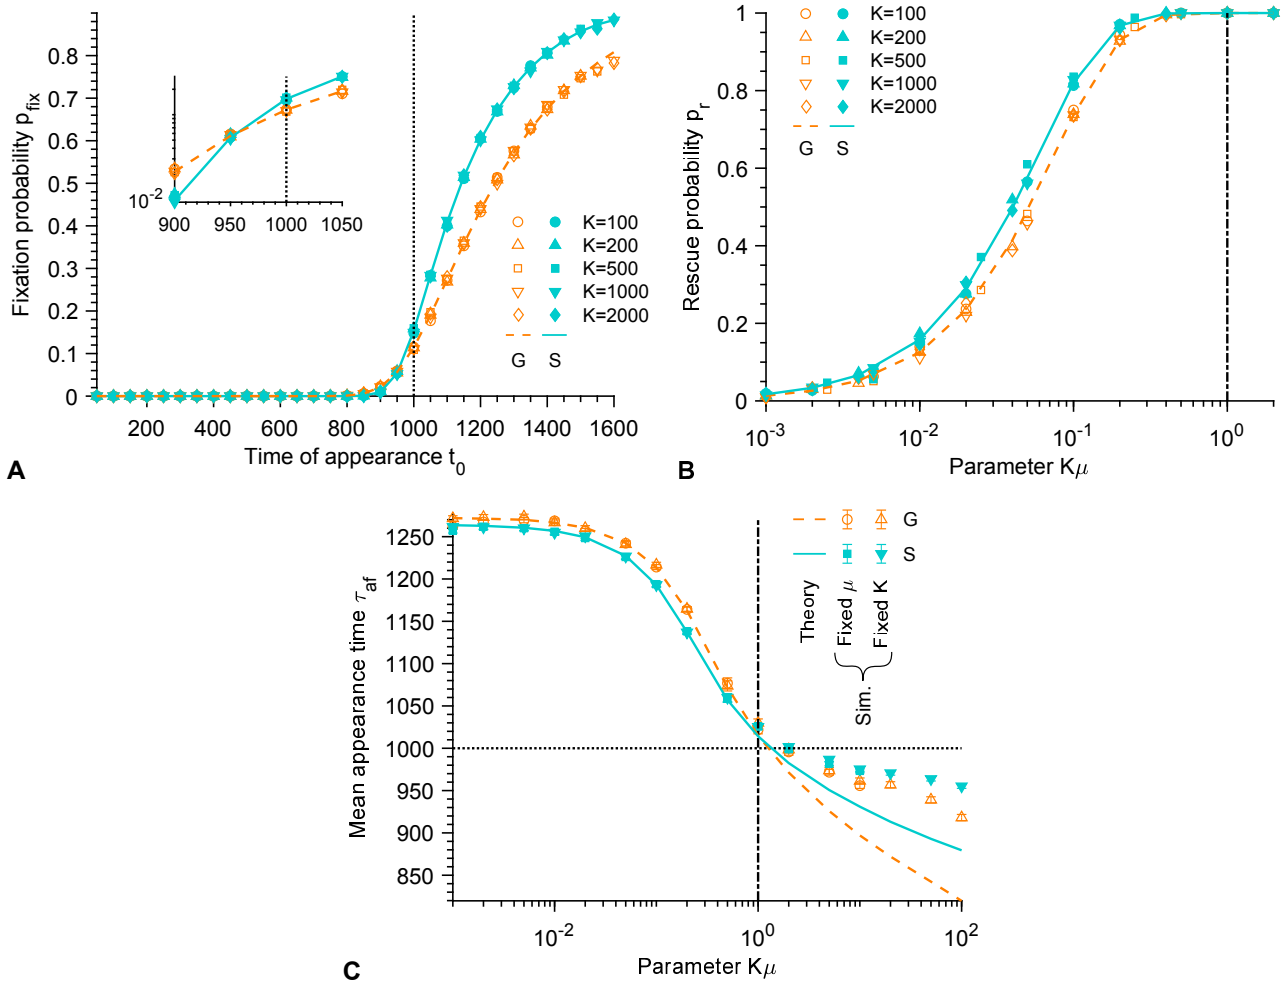 Fixation probability p_fix
0.9
0.8
0.7
0.6
0.5
0.4
0.3
0.2
0.1
0
200 400 600 800 1000 1200 1400 1600
Time of appearance t_0
10^-2
900 950 1000 1050
K=100
K=200
K=500
K=1000
K=2000
G S
A
Rescue probability p_r
1
0.8
0.6
0.4
0.2
0
10^-3 10^-2 10^-1 10^0
Parameter Kμ
K=100
K=200
K=500
K=1000
K=2000
G S
B
Mean appearance time τ_af
1250
1200
1150
1100
1050
1000
950
900
850
10^-2 10^0 10^2
Parameter Kμ
G
S
Theory
Fixed μ
Fixed K
Sim.
C